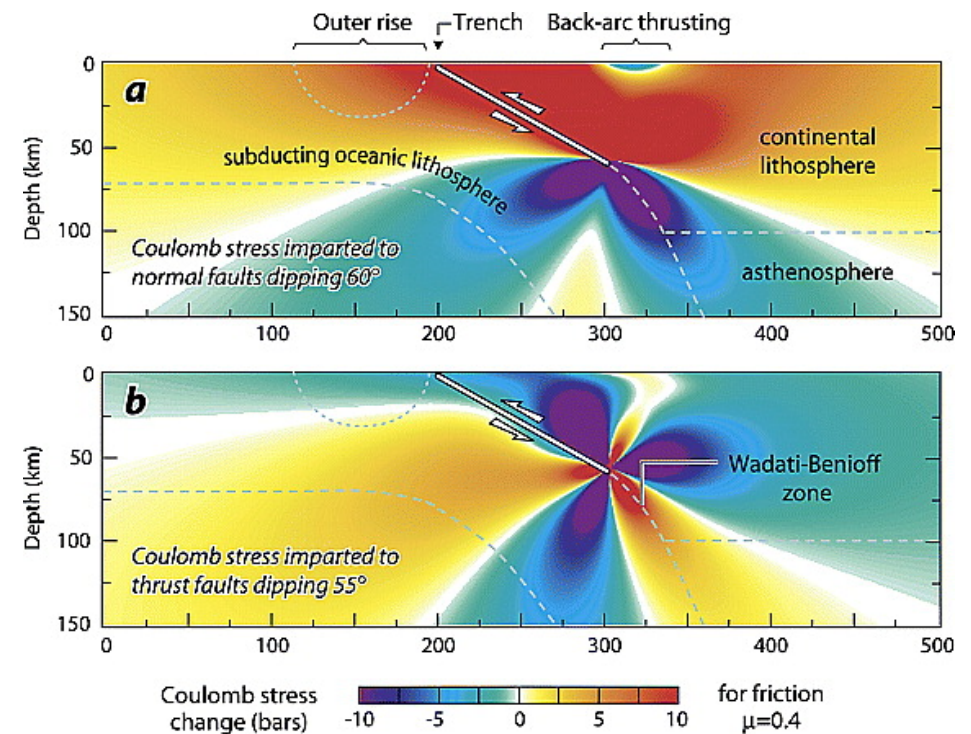 Outer rise
Trench
Back-arc thrusting
a
0
50
100
150
Depth (km)
subducting oceanic lithosphere
continental
lithosphere
asthenosphere
Coulomb stress imparted to
normal faults dipping 60°
0
100
200
300
400
500
b
0
50
100
150
Depth (km)
Wadati-Benioff
zone
Coulomb stress imparted to
thrust faults dipping 55°
0
100
200
300
400
500
Coulomb stress
change (bars)
-10
-5
0
5
10
for friction
μ=0.4